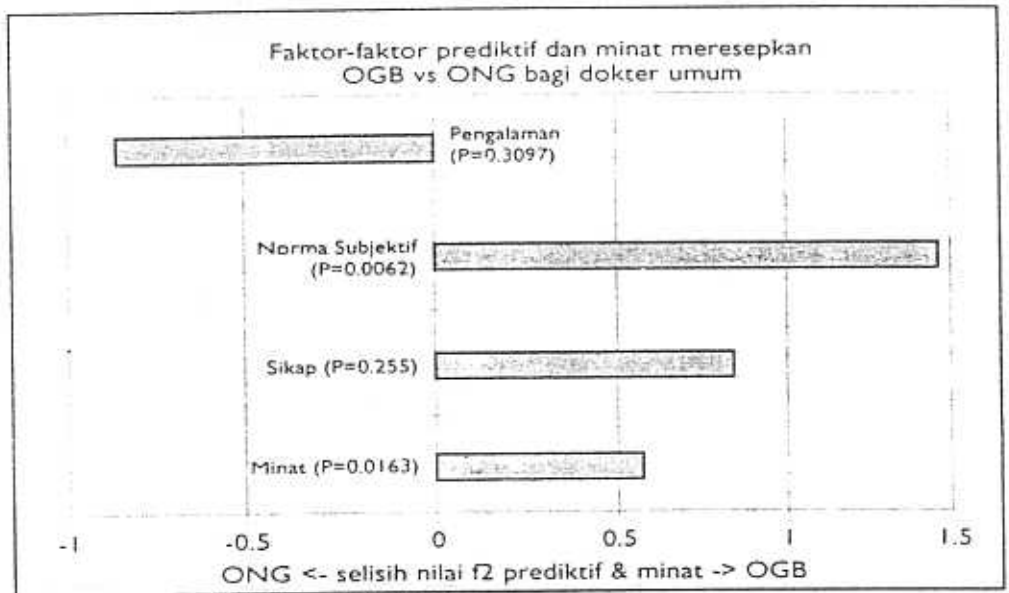 Faktor-faktor prediktif dan minat meresepkan
OGB vs ONG bagi dokter umum
Pengalaman
(P=0.3097)
Norma Subjektif
(P=0.0062)
Sikap (P=0.255)
Minat (P=0.0163)
-1 -0.5 0 0.5 1 1.5
ONG <- selisih nilai f2 prediktif & minat -> OGB